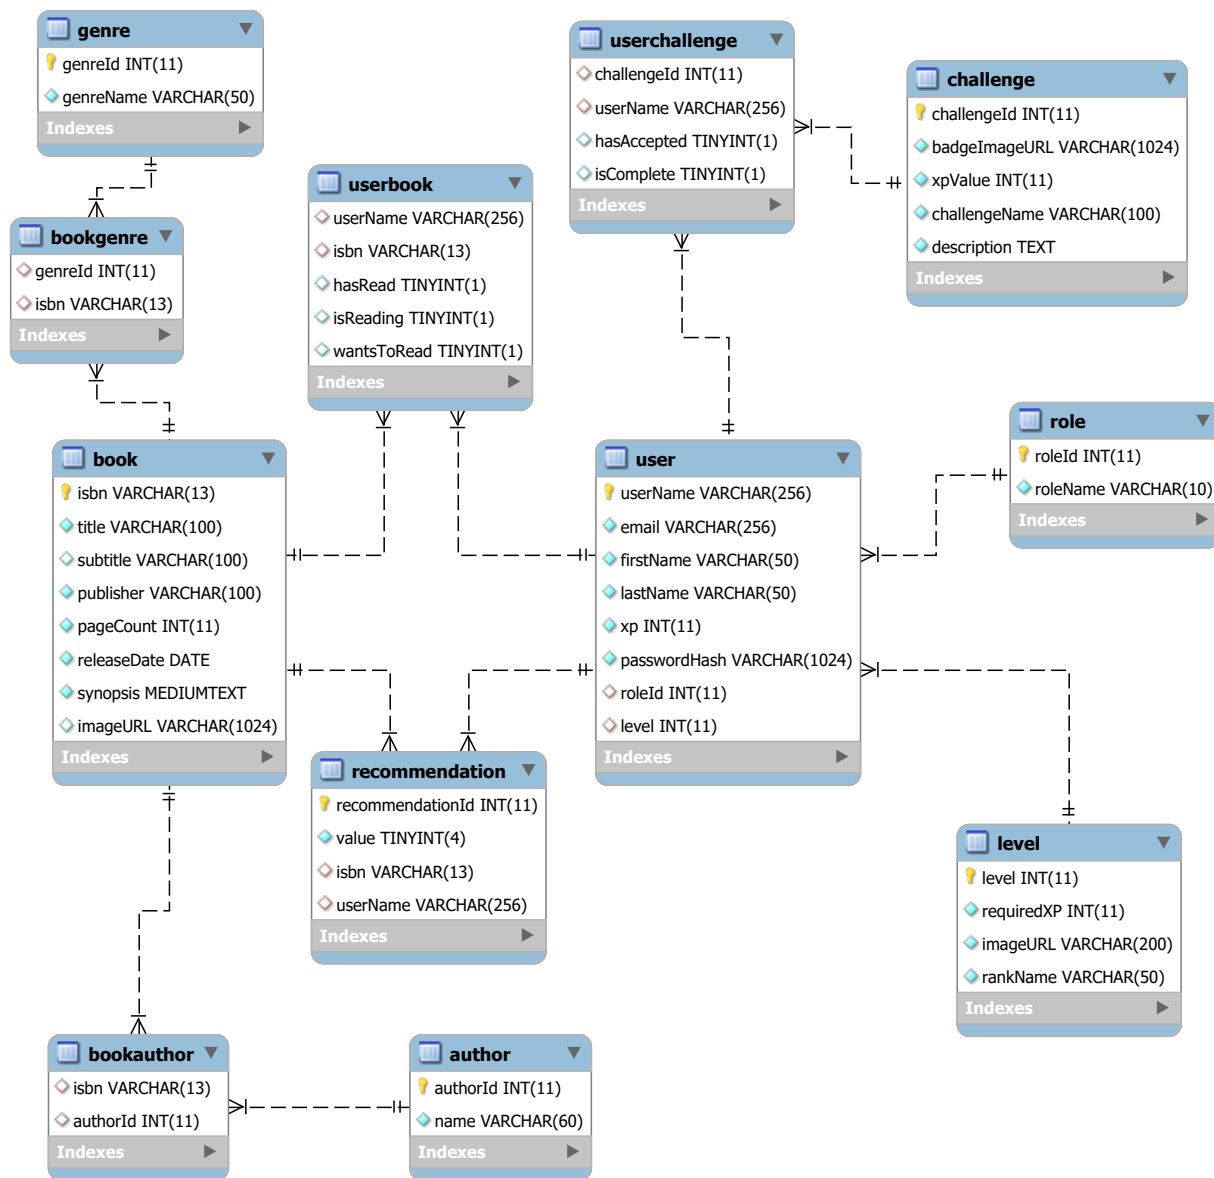 genre
genreId INT(11)
genreName VARCHAR(50)
Indexes
bookgenre
genreId INT(11)
isbn VARCHAR(13)
Indexes
userbook
userName VARCHAR(256)
isbn VARCHAR(13)
hasRead TINYINT(1)
isReading TINYINT(1)
wantsToRead TINYINT(1)
Indexes
userchallenge
challengeId INT(11)
userName VARCHAR(256)
hasAccepted TINYINT(1)
isComplete TINYINT(1)
Indexes
challenge
challengeId INT(11)
badgeImageURL VARCHAR(1024)
xpValue INT(11)
challengeName VARCHAR(100)
description TEXT
Indexes
book
isbn VARCHAR(13)
title VARCHAR(100)
subtitle VARCHAR(100)
publisher VARCHAR(100)
pageCount INT(11)
releaseDate DATE
synopsis MEDIUMTEXT
imageURL VARCHAR(1024)
Indexes
user
userName VARCHAR(256)
email VARCHAR(256)
firstName VARCHAR(50)
lastName VARCHAR(50)
xp INT(11)
passwordHash VARCHAR(1024)
roleId INT(11)
level INT(11)
Indexes
role
roleId INT(11)
roleName VARCHAR(10)
Indexes
recommendation
recommendationId INT(11)
value TINYINT(4)
isbn VARCHAR(13)
userName VARCHAR(256)
Indexes
level
level INT(11)
requiredXP INT(11)
imageURL VARCHAR(200)
rankName VARCHAR(50)
Indexes
bookauthor
isbn VARCHAR(13)
authorId INT(11)
Indexes
author
authorId INT(11)
name VARCHAR(60)
Indexes